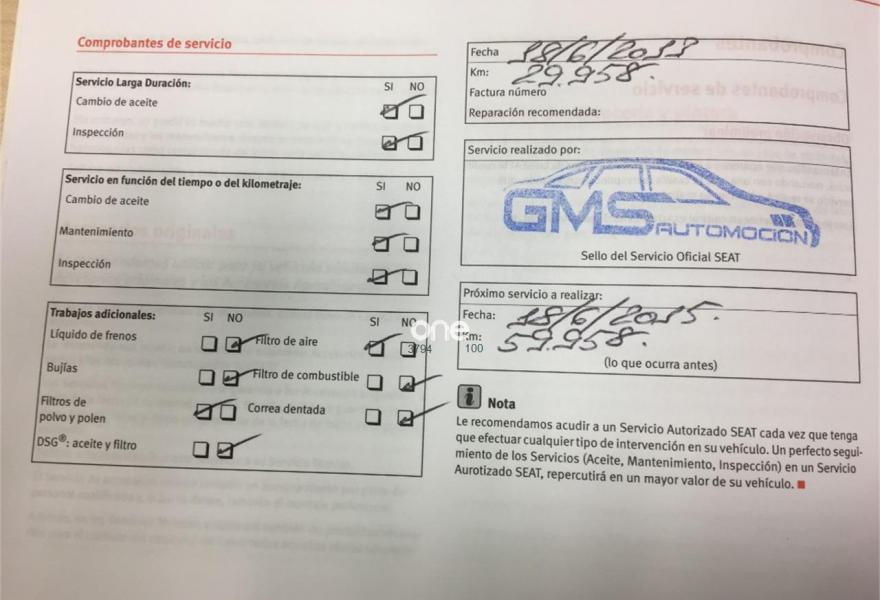 Comprobantes de servicio
Servicio Larga Duración:
SI NO
Cambio de aceite
Inspección
Servicio en función del tiempo o del kilometraje:
SI NO
Cambio de aceite
Mantenimiento
Inspección
Trabajos adicionales:
SI NO
SI NO
Líquido de frenos
Filtro de aire
Bujías
Filtro de combustible
Filtros de
polvo y polen
Correa dentada
DSG®: aceite y filtro
Fecha 18/6/2013
Km: 29.958.
Factura número
Reparación recomendada:
Servicio realizado por:
GMS AUTOMOCION
Sello del Servicio Oficial SEAT
Próximo servicio a realizar:
Fecha: 18/6/2015.
Km: 59.958.
(lo que ocurra antes)
one
3794 100
i Nota
Le recomendamos acudir a un Servicio Autorizado SEAT cada vez que tenga
que efectuar cualquier tipo de intervención en su vehículo. Un perfecto segui-
miento de los Servicios (Aceite, Mantenimiento, Inspección) en un Servicio
Aurotizado SEAT, repercutirá en un mayor valor de su vehículo.